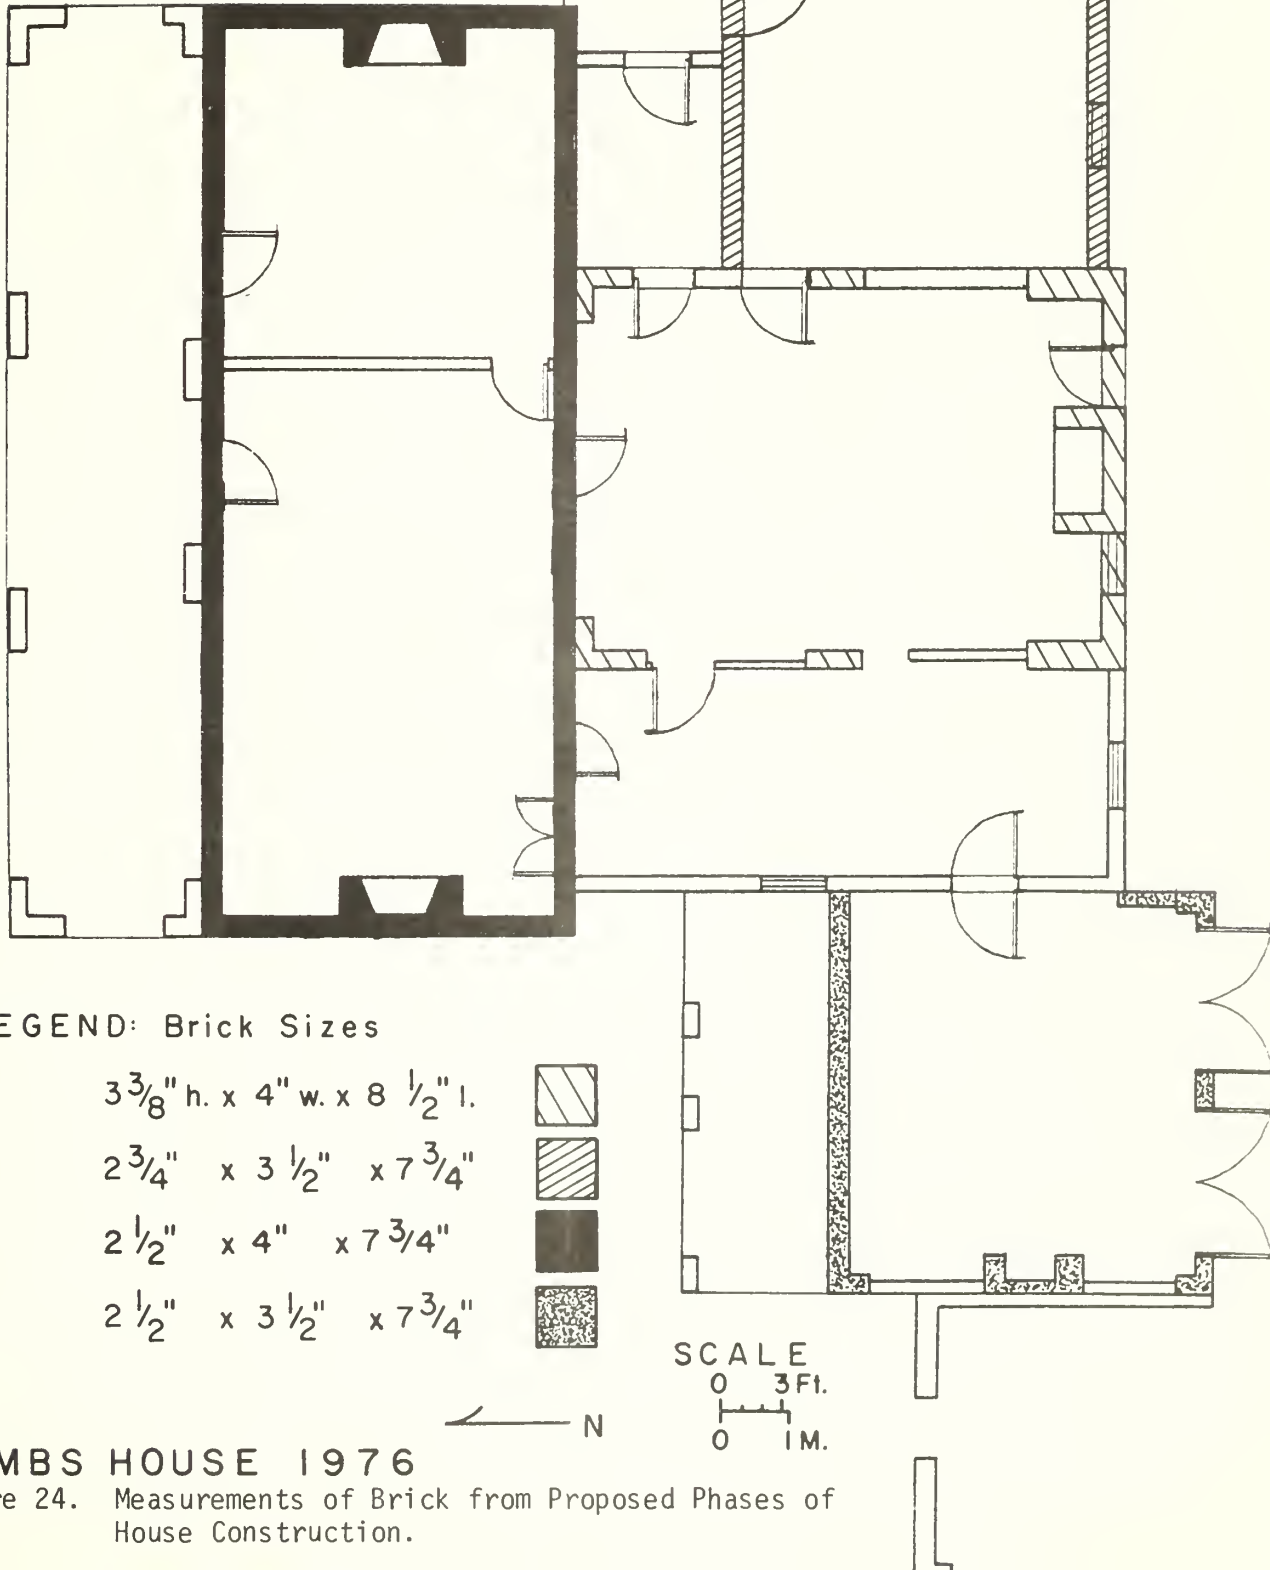 EGEND: Brick Sizes
3 3/8" h. x 4" w. x 8 1/2" l.
2 3/4" x 3 1/2" x 7 3/4"
2 1/2" x 4" x 7 3/4"
2 1/2" x 3 1/2" x 7 3/4"
SCALE
0 3 Ft.
0 1 M.
N
MBS HOUSE 1976
re 24. Measurements of Brick from Proposed Phases of
House Construction.